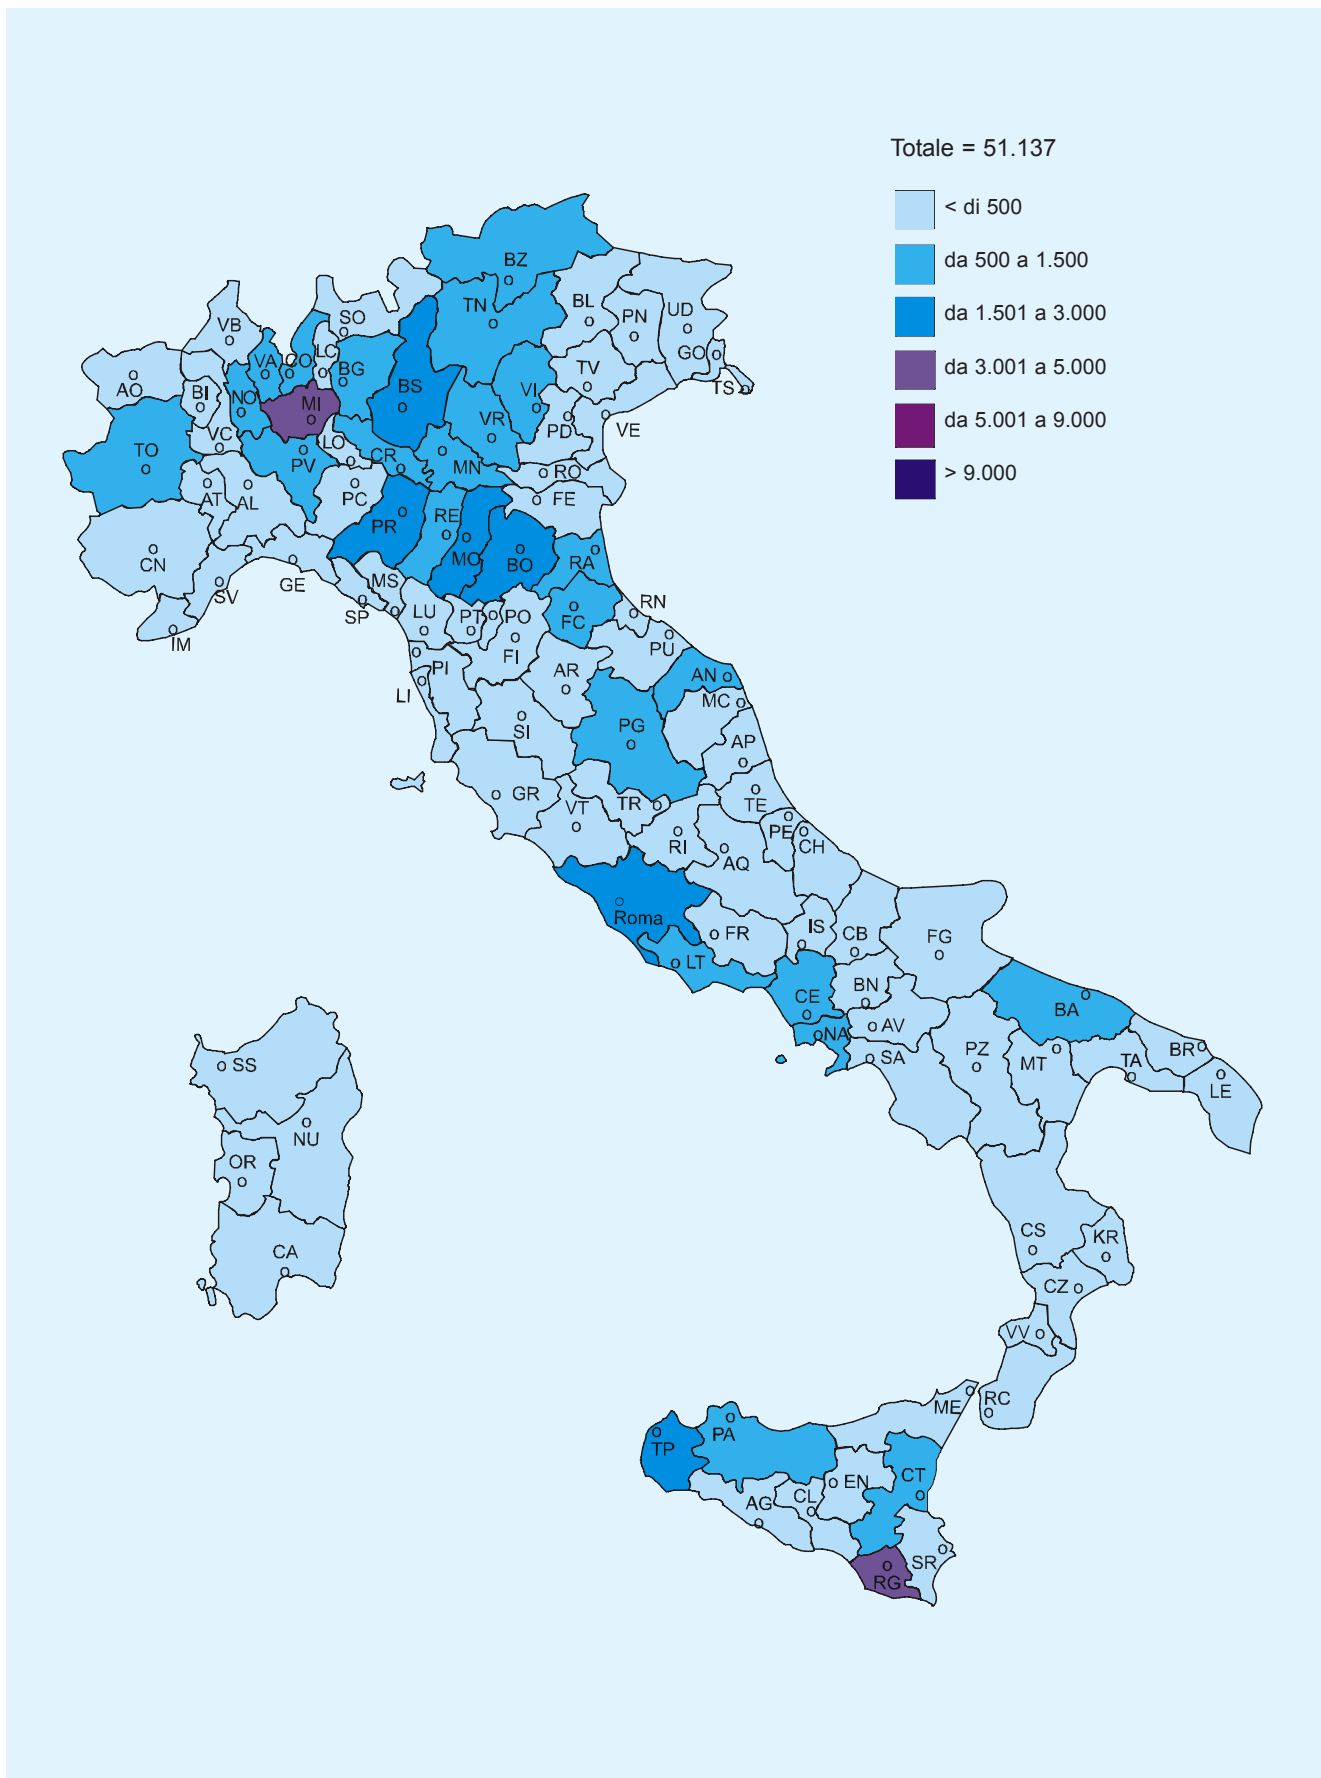 Totale = 51.137
< di 500
da 500 a 1.500
da 1.501 a 3.000
da 3.001 a 5.000
da 5.001 a 9.000
> 9.000
BZ
TN
BL
PN
UD
GO
TS
SO
VB
VA
CO
LC
BG
BS
VI
TV
AO
BI
NO
MI
VR
PD
VE
VC
LO
TO
PV
CR
MN
RO
AT
AL
PC
FE
PR
RE
MO
BO
RA
CN
SV
GE
MS
SP
IM
LU
PT
PO
FC
RN
PU
FI
PI
AR
AN
LI
MC
SI
PG
AP
GR
VT
TR
TE
RI
PE
CH
AQ
Roma
FR
IS
CB
FG
LT
CE
BN
BA
NA
AV
SA
PZ
MT
TA
BR
LE
SS
NU
OR
CA
CS
KR
CZ
VV
RC
ME
TP
PA
EN
CT
AG
CL
SR
RG